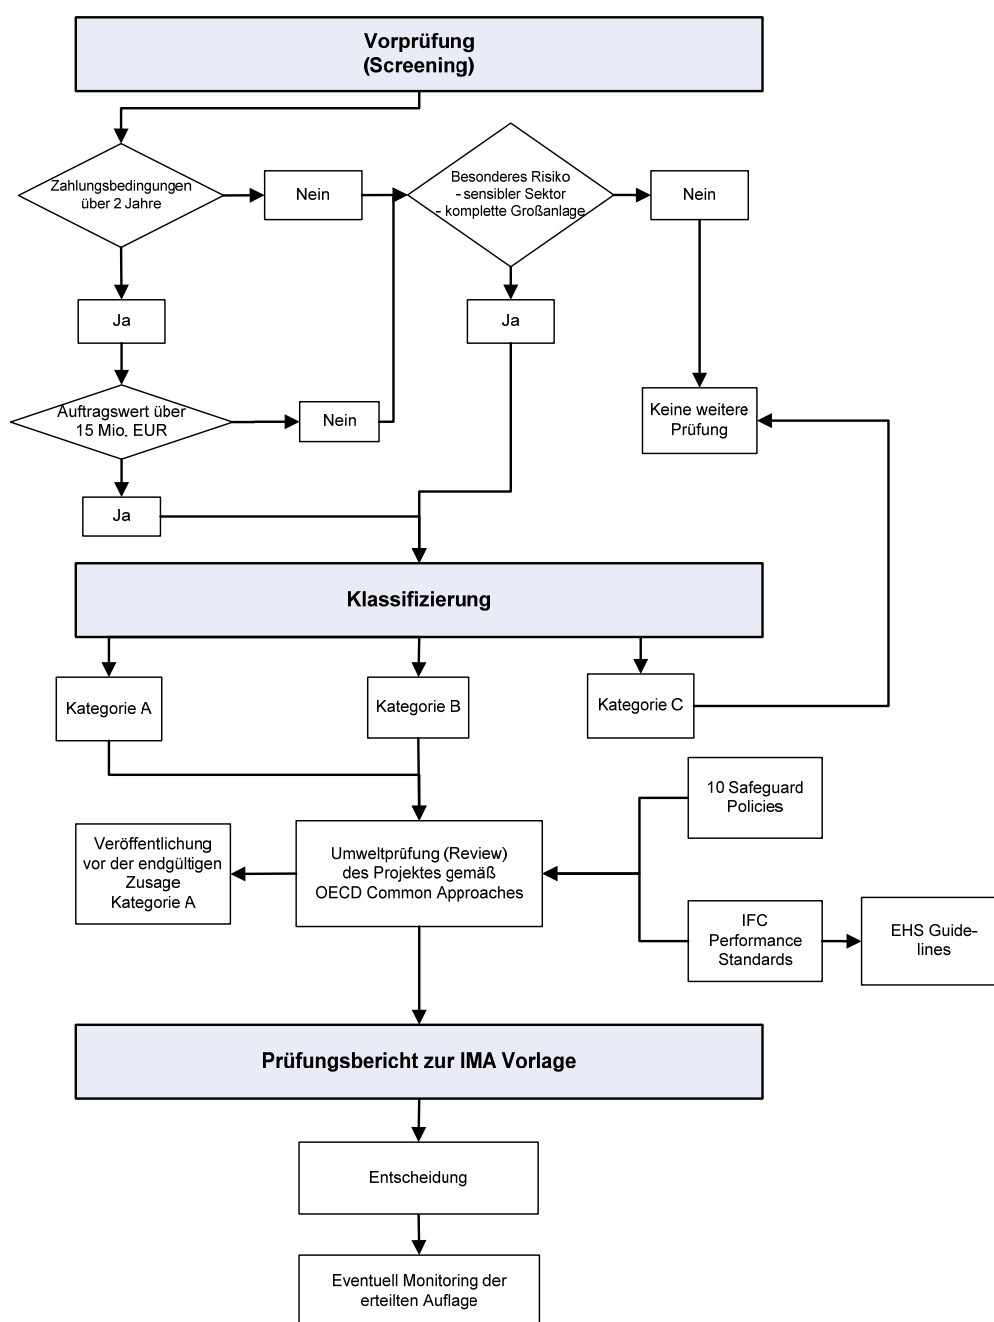 Vorprüfung
(Screening)
Zahlungsbedingungen
über 2 Jahre
Nein
Besonderes Risiko
- sensibler Sektor
- komplette Großanlage
Nein
Ja
Ja
Auftragswert über
15 Mio. EUR
Nein
Keine weitere
Prüfung
Ja
Klassifizierung
Kategorie A
Kategorie B
Kategorie C
10 Safeguard
Policies
Veröffentlichung
vor der endgültigen
Zusage
Kategorie A
Umweltprüfung (Review)
des Projektes gemäß
OECD Common Approaches
IFC
Performance
Standards
EHS Guide-
lines
Prüfungsbericht zur IMA Vorlage
Entscheidung
Eventuell Monitoring der
erteilten Auflage